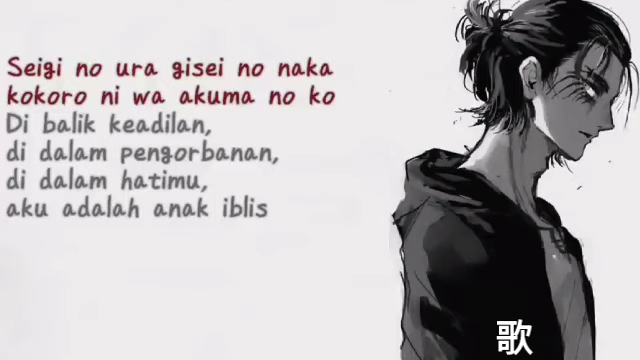 Seigi no ura gisei no naka
kokoro ni wa akuma no ko
Di balik keadilan,
di dalam pengorbanan,
di dalam hatimu,
aku adalah anak iblis
歌